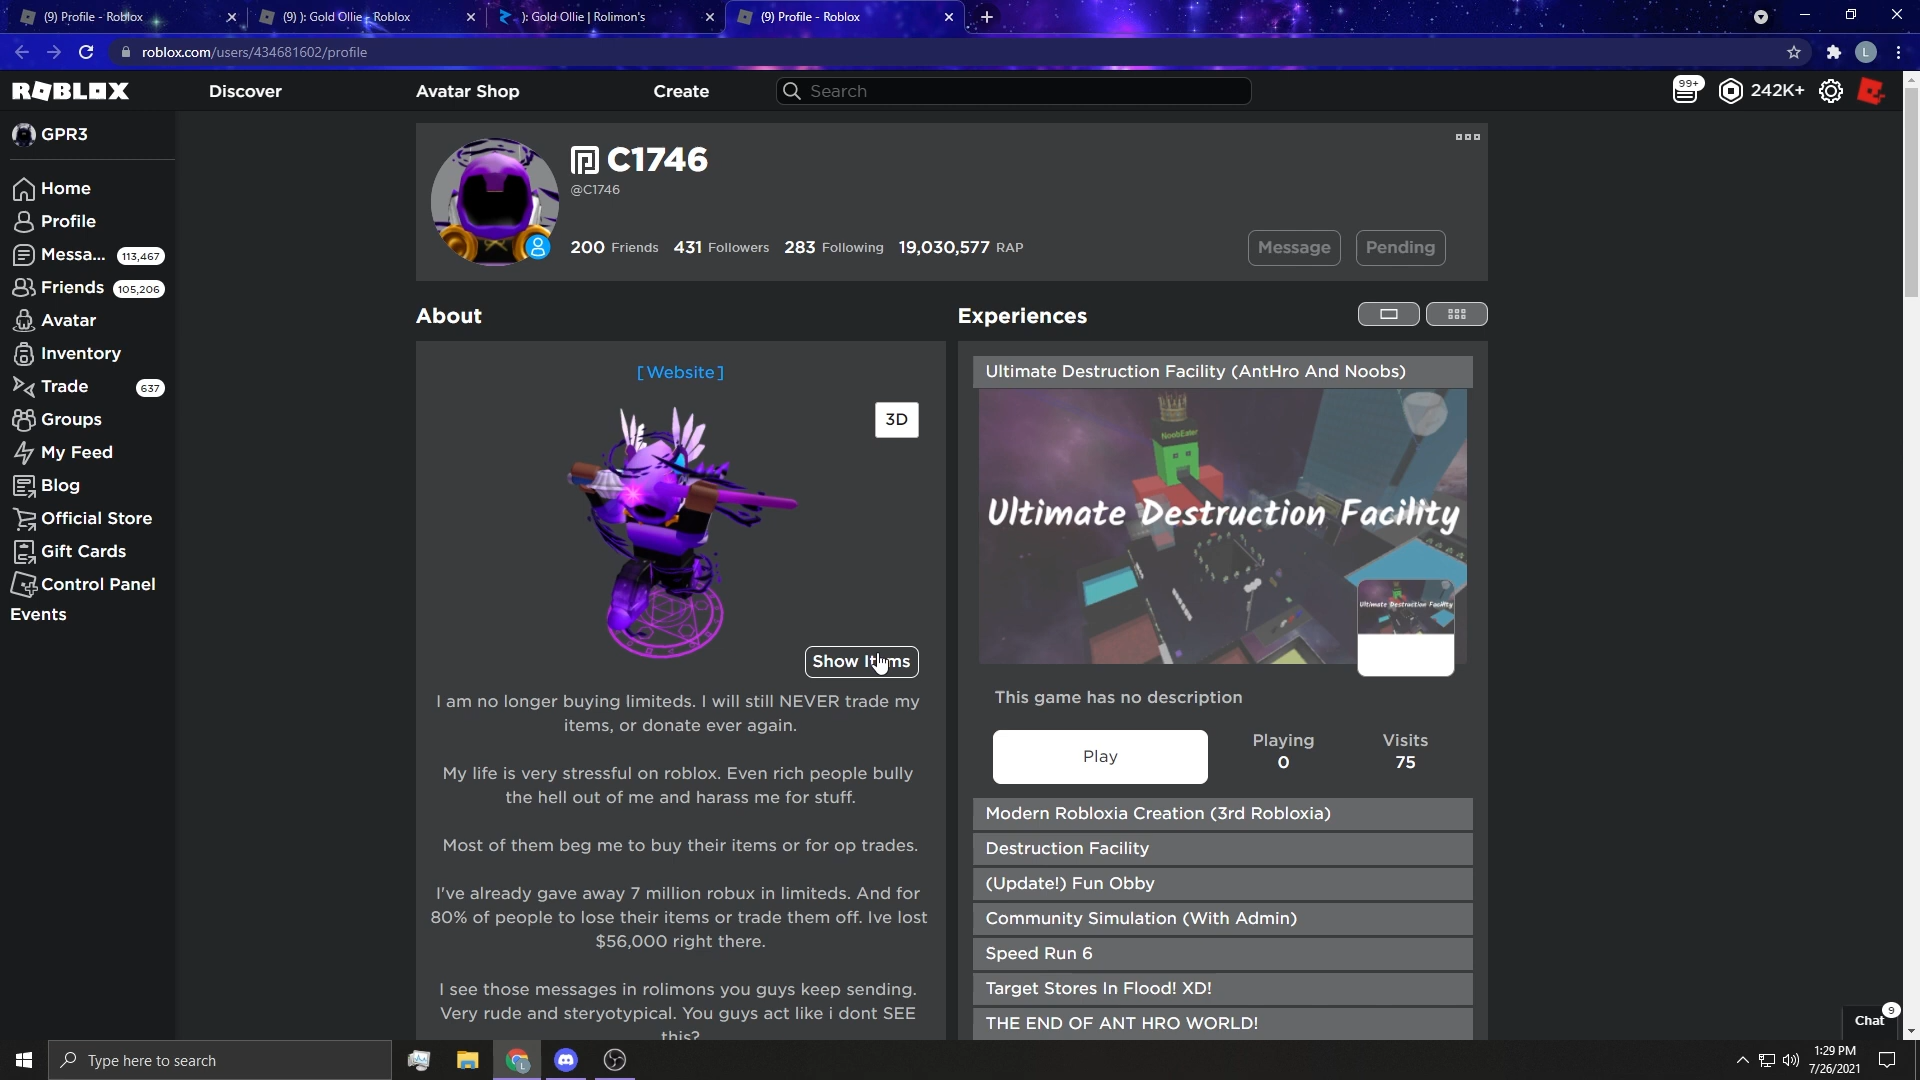 (9) Profile - Roblox
(9) ): Gold Ollie - Roblox
): Gold Ollie | Rolimon's
(9) Profile - Roblox
roblox.com/users/434681602/profile
L
ROBLOX
Discover
Avatar Shop
Create
Search
99+
242K+
GPR3
Home
Profile
Messa... 113,467
Friends 105,206
Avatar
Inventory
Trade 637
Groups
My Feed
Blog
Official Store
Gift Cards
Control Panel
Events
C1746
@C1746
200 Friends 431 Followers 283 Following 19,030,577 RAP
Message
Pending
About
[Website]
3D
Show Items
I am no longer buying limiteds. I will still NEVER trade my
items, or donate ever again.
My life is very stressful on roblox. Even rich people bully
the hell out of me and harass me for stuff.
Most of them beg me to buy their items or for op trades.
I've already gave away 7 million robux in limiteds. And for
80% of people to lose their items or trade them off. Ive lost
$56,000 right there.
I see those messages in rolimons you guys keep sending.
Very rude and steryotypical. You guys act like i dont SEE
this?
Experiences
Ultimate Destruction Facility (AntHro And Noobs)
NoobEater
Ultimate Destruction Facility
Ultimate Destruction Facility
This game has no description
Play
Playing
0
Visits
75
Modern Robloxia Creation (3rd Robloxia)
Destruction Facility
(Update!) Fun Obby
Community Simulation (With Admin)
Speed Run 6
Target Stores In Flood! XD!
THE END OF ANT HRO WORLD!
Chat 9
Type here to search
1:29 PM
7/26/2021